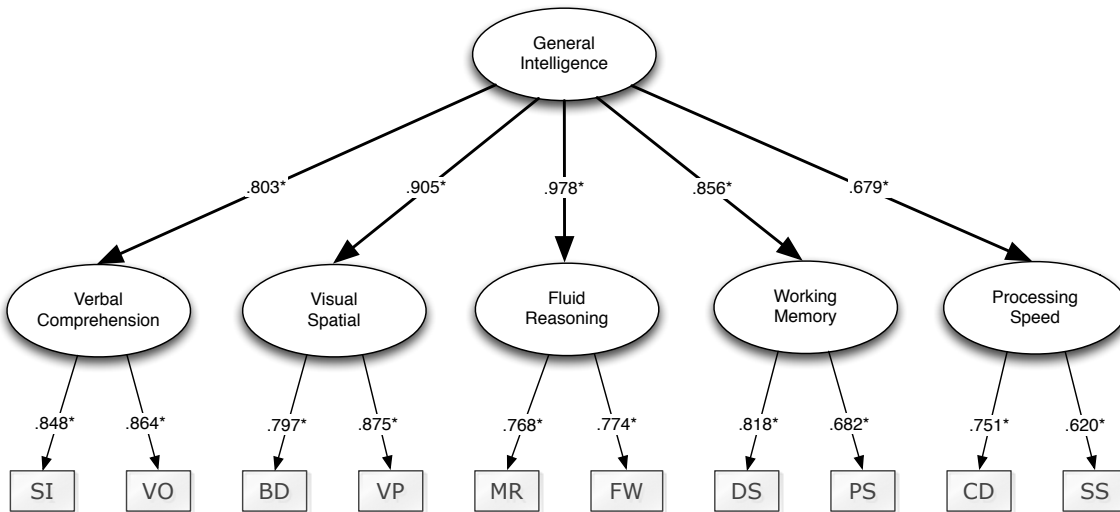 General
Intelligence
.803*
.905*
.978*
.856*
.679*
Verbal
Comprehension
Visual
Spatial
Fluid
Reasoning
Working
Memory
Processing
Speed
.848*
.864*
.797*
.875*
.768*
.774*
.818*
.682*
.751*
.620*
SI
VO
BD
VP
MR
FW
DS
PS
CD
SS